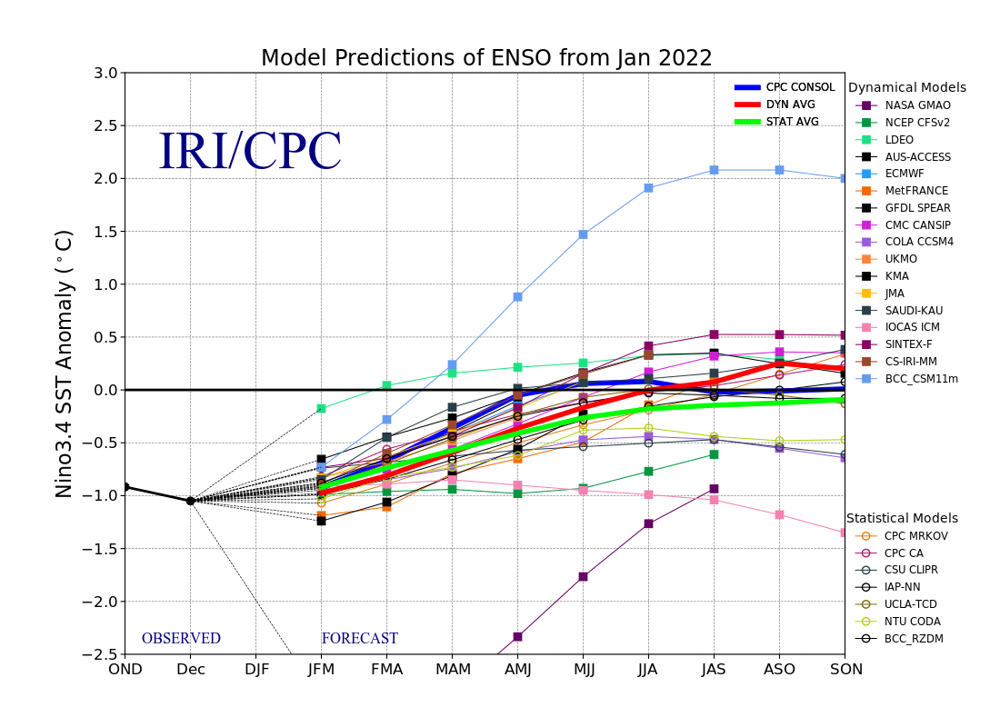 Model Predictions of ENSO from Jan 2022
Nino3.4 SST Anomaly (°C)
3.0
2.5
2.0
1.5
1.0
0.5
0.0
−0.5
−1.0
−1.5
−2.0
−2.5
IRI/CPC
CPC CONSOL
DYN AVG
STAT AVG
OBSERVED
FORECAST
OND Dec DJF JFM FMA MAM AMJ MJJ JJA JAS ASO SON
Dynamical Models
NASA GMAO
NCEP CFSv2
LDEO
AUS-ACCESS
ECMWF
MetFRANCE
GFDL SPEAR
CMC CANSIP
COLA CCSM4
UKMO
KMA
JMA
SAUDI-KAU
IOCAS ICM
SINTEX-F
CS-IRI-MM
BCC_CSM11m
Statistical Models
CPC MRKOV
CPC CA
CSU CLIPR
IAP-NN
UCLA-TCD
NTU CODA
BCC_RZDM